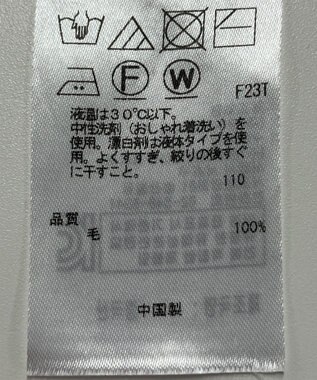 F
W
F23T
液温は30℃以下。
中性洗剤(おしゃれ着洗い)を
使用。漂白剤は液体タイプを使
用。よくすすぎ、絞りの後すぐ
に干すこと。
110
品質
毛 100%
中国製